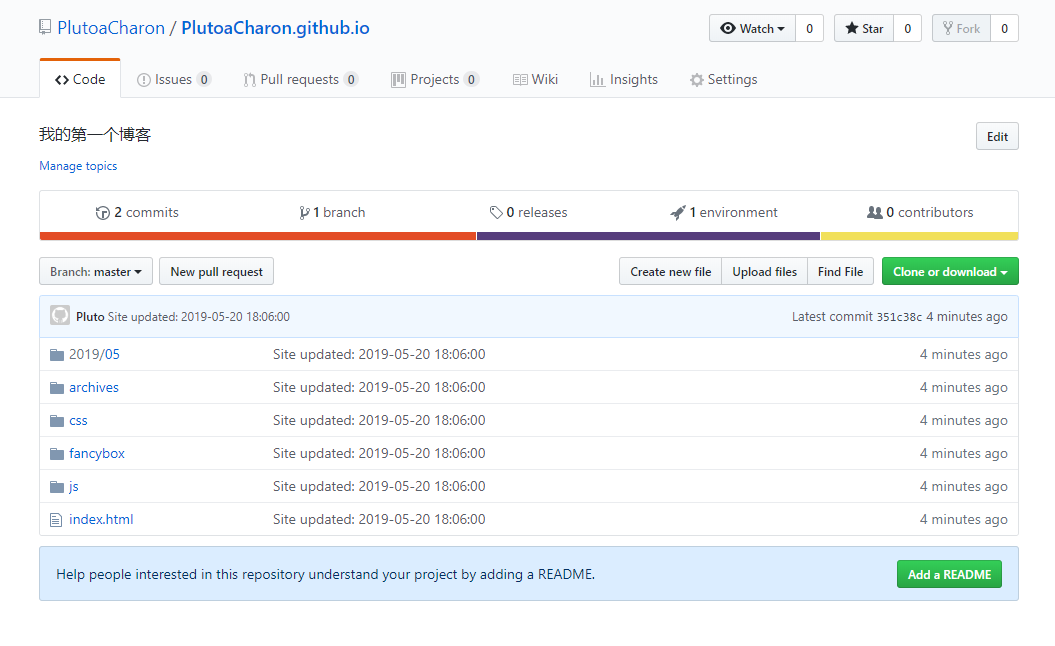 PlutoaCharon / PlutoaCharon.github.io
Watch 0 Star 0 Fork 0
Code Issues 0 Pull requests 0 Projects 0 Wiki Insights Settings
我的第一个博客 Edit
Manage topics
2 commits 1 branch 0 releases 1 environment 0 contributors
Branch: master New pull request Create new file Upload files Find File Clone or download
Pluto Site updated: 2019-05-20 18:06:00 Latest commit 351c38c 4 minutes ago
2019/05 Site updated: 2019-05-20 18:06:00 4 minutes ago
archives Site updated: 2019-05-20 18:06:00 4 minutes ago
css Site updated: 2019-05-20 18:06:00 4 minutes ago
fancybox Site updated: 2019-05-20 18:06:00 4 minutes ago
js Site updated: 2019-05-20 18:06:00 4 minutes ago
index.html Site updated: 2019-05-20 18:06:00 4 minutes ago
Help people interested in this repository understand your project by adding a README. Add a README